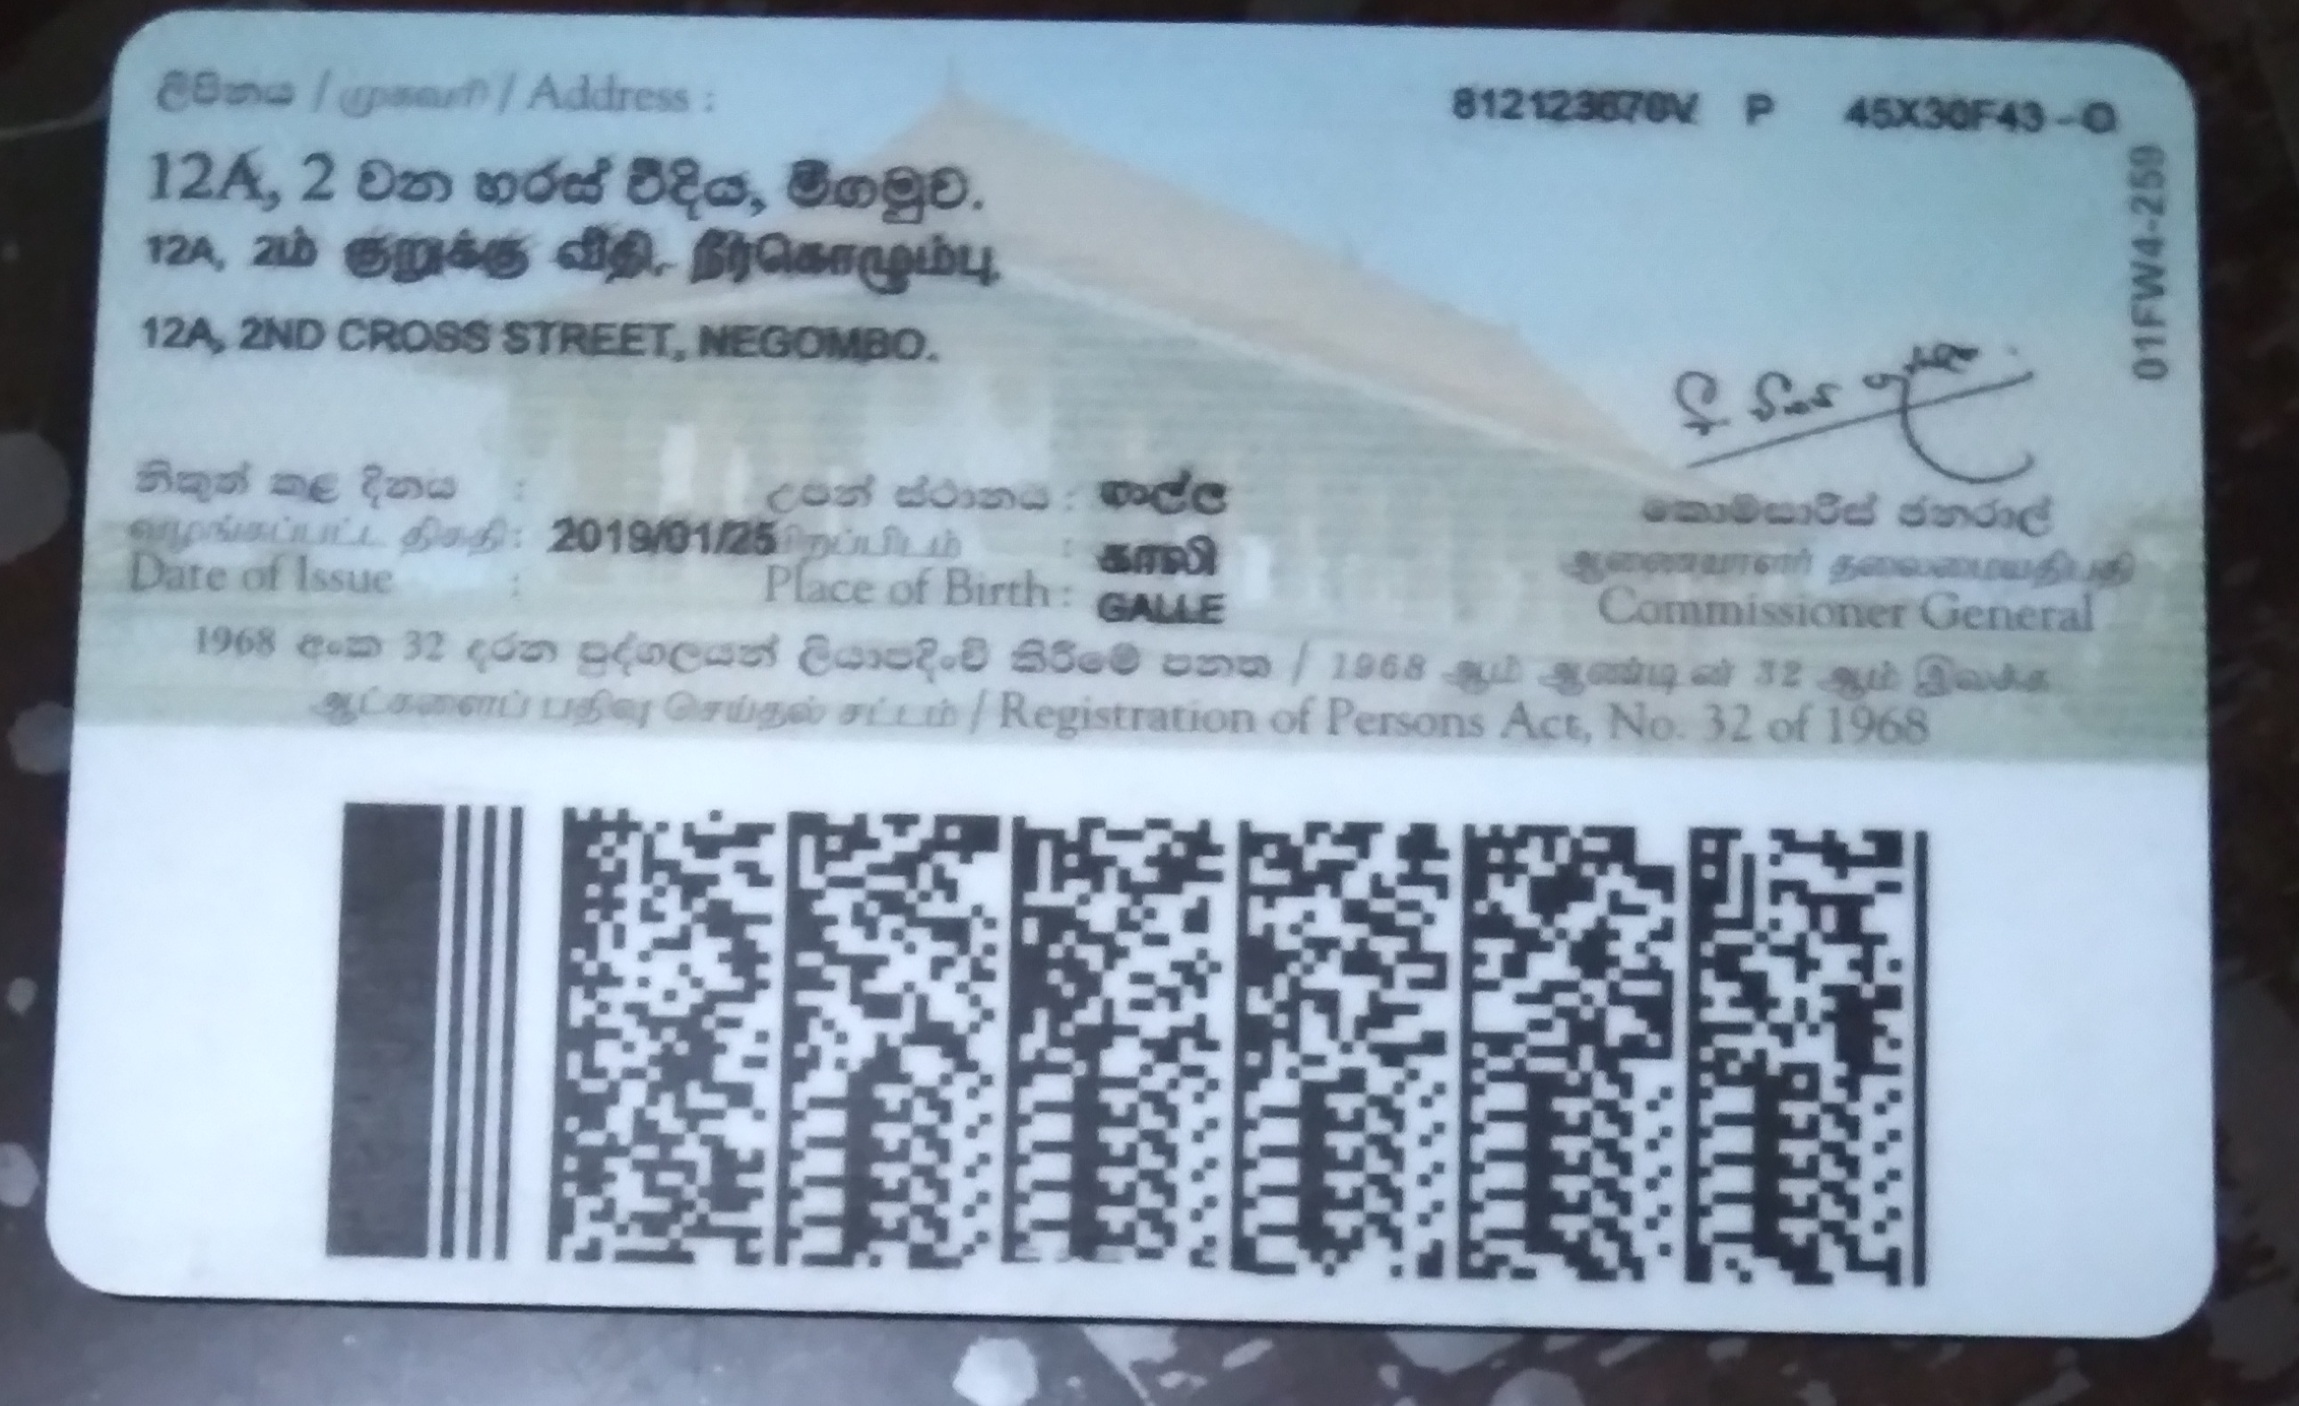 ලිපිනය / முகவரி / Address :
812123878V P 45X30F43-O
12A, 2 වන හරස් වීදිය, මීගමුව.
12A, 2ம் குறுக்கு வீதி, நீர்கொழும்பு.
12A, 2ND CROSS STREET, NEGOMBO.
01FW4-259
නිකුත් කළ දිනය :
வழங்கப்பட்ட திகதி : 2019/01/25
Date of Issue :
උපන් ස්ථානය : ගාල්ල
பிறப்பிடம் : காலி
Place of Birth : GALLE
කොමසාරිස් ජනරාල්
ஆணையாளர் தலைமையதிபதி
Commissioner General
1968 අංක 32 දරන පුද්ගලයන් ලියාපදිංචි කිරීමේ පනත / 1968 ஆம் ஆண்டின் 32 ஆம் இலக்க
ஆட்களைப் பதிவு செய்தல் சட்டம் / Registration of Persons Act, No. 32 of 1968